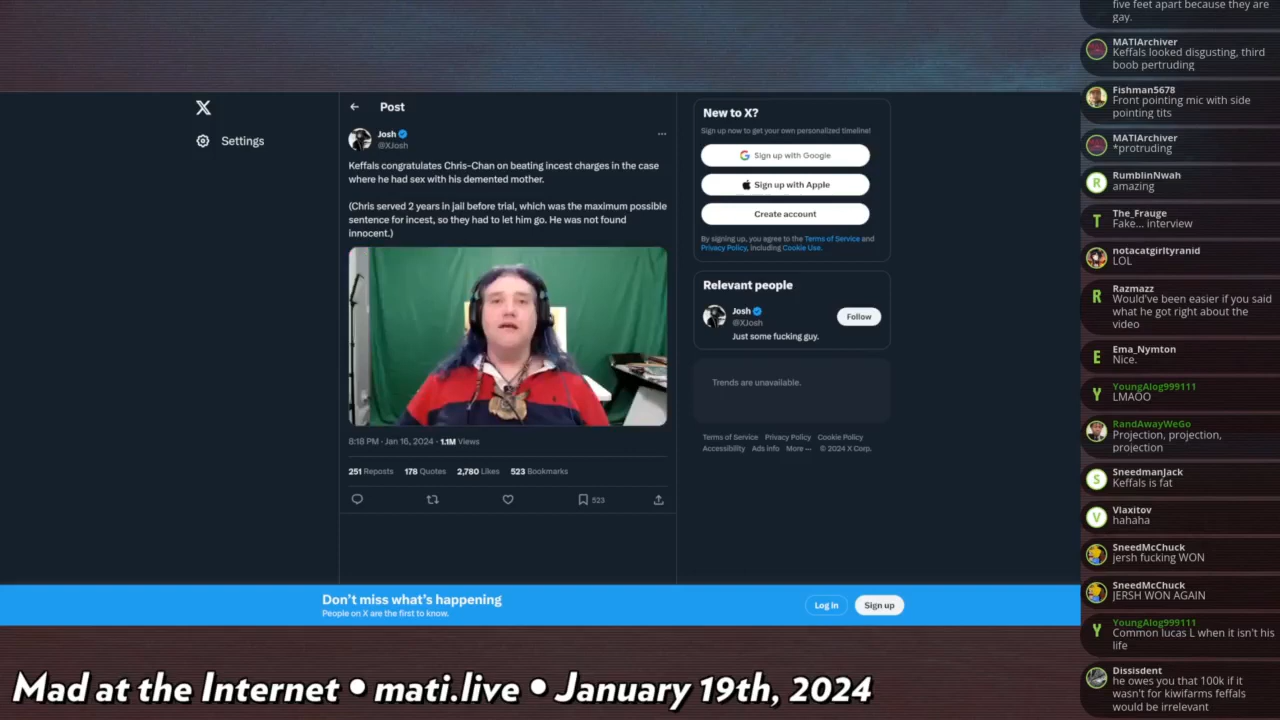 Settings
Post
Josh
@XJosh
Keffals congratulates Chris-Chan on beating incest charges in the case
where he had sex with his demented mother.
(Chris served 2 years in jail before trial, which was the maximum possible
sentence for incest, so they had to let him go. He was not found
innocent.)
8:18 PM · Jan 16, 2024 · 1.1M Views
251 Reposts 178 Quotes 2,780 Likes 523 Bookmarks
523
New to X?
Sign up now to get your own personalized timeline!
Sign up with Google
Sign up with Apple
Create account
By signing up, you agree to the Terms of Service and
Privacy Policy, including Cookie Use.
Relevant people
Josh
@XJosh
Follow
Just some fucking guy.
Trends are unavailable.
Terms of Service Privacy Policy Cookie Policy
Accessibility Ads info More ··· © 2024 X Corp.
Don't miss what's happening
People on X are the first to know.
Log in
Sign up
five feet apart because they are
gay.
MATIArchiver
Keffals looked disgusting, third
boob pertruding
Fishman5678
Front pointing mic with side
pointing tits
MATIArchiver
*protruding
R
RumblinNwah
amazing
T
The_Frauge
Fake... interview
notacatgirltyranid
LOL
R
Razmazz
Would've been easier if you said
what he got right about the
video
E
Ema_Nymton
Nice.
Y
YoungAlog999111
LMAOO
RandAwayWeGo
Projection, projection,
projection
S
SneedmanJack
Keffals is fat
V
Vlaxitov
hahaha
SneedMcChuck
jersh fucking WON
SneedMcChuck
JERSH WON AGAIN
Y
YoungAlog999111
Common lucas L when it isn't his
life
Dissisdent
he owes you that 100k if it
wasn't for kiwifarms feffals
would be irrelevant
Mad at the Internet • mati.live • January 19th, 2024